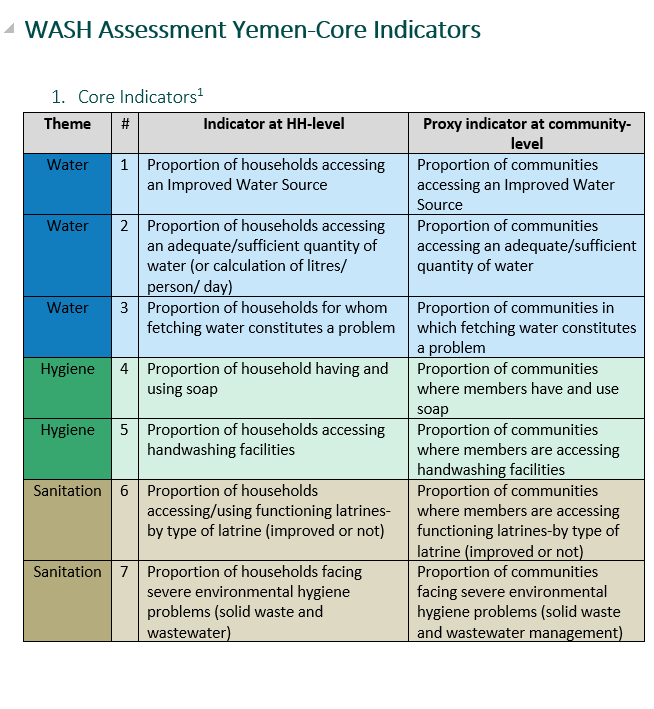 WASH Assessment Yemen-Core Indicators
1. Core Indicators1
Theme # Indicator at HH-level Proxy indicator at community-
level
Water 1 Proportion of households accessing
an Improved Water Source
Proportion of communities
accessing an Improved Water
Source
Water 2 Proportion of households accessing
an adequate/sufficient quantity of
water (or calculation of litres/
person/ day)
Proportion of communities
accessing an adequate/sufficient
quantity of water
Water 3 Proportion of households for whom
fetching water constitutes a problem
Proportion of communities in
which fetching water constitutes
a problem
Hygiene 4 Proportion of household having and
using soap
Proportion of communities
where members have and use
soap
Hygiene 5 Proportion of households accessing
handwashing facilities
Proportion of communities
where members are accessing
handwashing facilities
Sanitation 6 Proportion of households
accessing/using functioning latrines-
by type of latrine (improved or not)
Proportion of communities
where members are accessing
functioning latrines-by type of
latrine (improved or not)
Sanitation 7 Proportion of households facing
severe environmental hygiene
problems (solid waste and
wastewater)
Proportion of communities
facing severe environmental
hygiene problems (solid waste
and wastewater management)